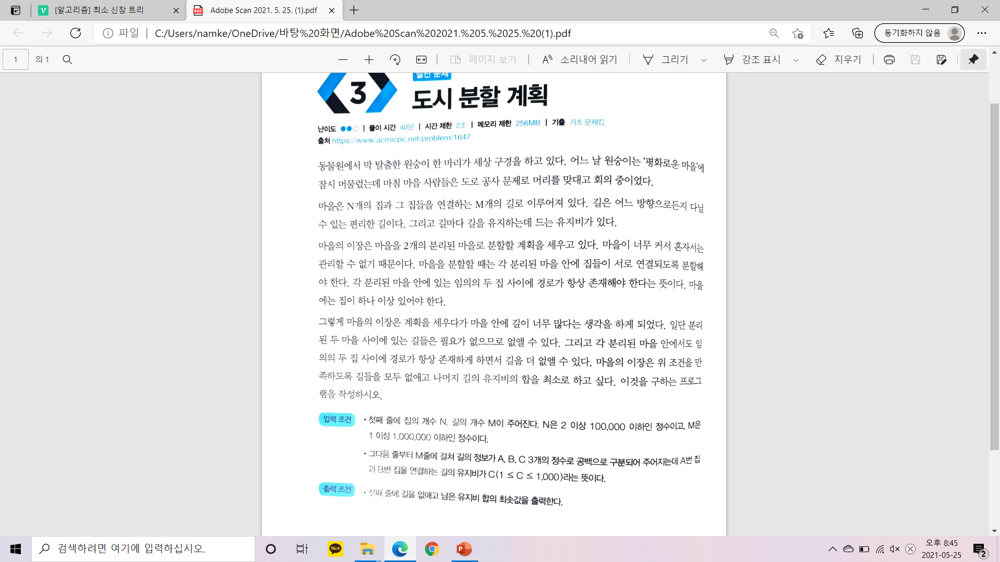 [알고리즘] 최소 신장 트리
Adobe Scan 2021. 5. 25. (1).pdf
파일
C:/Users/namke/OneDrive/바탕%20화면/Adobe%20Scan%202021.%205.%2025.%20(1).pdf
동기화하지 않음
1 의 1
페이지 보기
소리내어 읽기
그리기
강조 표시
지우기
실전 문제
3 도시 분할 계획
난이도 ●●○ | 풀이 시간 40분 | 시간 제한 2초 | 메모리 제한 256MB | 기출 기초 문제집
출처 https://www.acmicpc.net/problem/1647
동물원에서 막 탈출한 원숭이 한 마리가 세상 구경을 하고 있다. 어느 날 원숭이는 ‘평화로운 마을’에
잠시 머물렀는데 마침 마을 사람들은 도로 공사 문제로 머리를 맞대고 회의 중이었다.
마을은 N개의 집과 그 집들을 연결하는 M개의 길로 이루어져 있다. 길은 어느 방향으로든지 다닐
수 있는 편리한 길이다. 그리고 길마다 길을 유지하는데 드는 유지비가 있다.
마을의 이장은 마을을 2개의 분리된 마을로 분할할 계획을 세우고 있다. 마을이 너무 커서 혼자서는
관리할 수 없기 때문이다. 마을을 분할할 때는 각 분리된 마을 안에 집들이 서로 연결되도록 분할해
야 한다. 각 분리된 마을 안에 있는 임의의 두 집 사이에 경로가 항상 존재해야 한다는 뜻이다. 마을
에는 집이 하나 이상 있어야 한다.
그렇게 마을의 이장은 계획을 세우다가 마을 안에 길이 너무 많다는 생각을 하게 되었다. 일단 분리
된 두 마을 사이에 있는 길들은 필요가 없으므로 없앨 수 있다. 그리고 각 분리된 마을 안에서도 임
의의 두 집 사이에 경로가 항상 존재하게 하면서 길을 더 없앨 수 있다. 마을의 이장은 위 조건을 만
족하도록 길들을 모두 없애고 나머지 길의 유지비의 합을 최소로 하고 싶다. 이것을 구하는 프로그
램을 작성하시오.
입력 조건 • 첫째 줄에 집의 개수 N, 길의 개수 M이 주어진다. N은 2 이상 100,000 이하인 정수이고, M은
1 이상 1,000,000 이하인 정수이다.
• 그다음 줄부터 M줄에 걸쳐 길의 정보가 A, B, C 3개의 정수로 공백으로 구분되어 주어지는데 A번 집
과 B번 집을 연결하는 길의 유지비가 C(1 ≤ C ≤ 1,000)라는 뜻이다.
출력 조건 • 첫째 줄에 길을 없애고 남은 유지비 합의 최솟값을 출력한다.
검색하려면 여기에 입력하십시오.
TALK
오후 8:45
2021-05-25
2